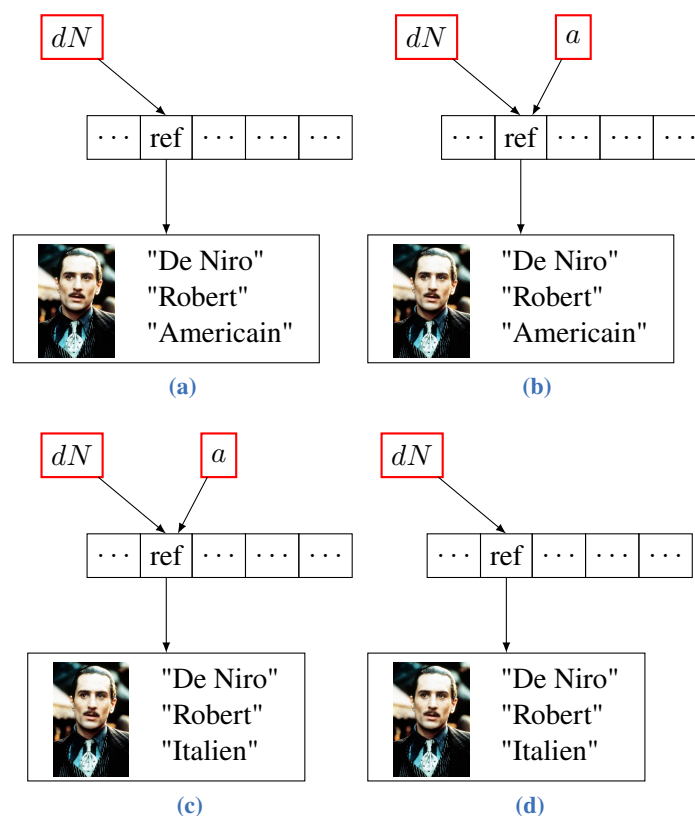 dN
··· ref ··· ··· ···
"De Niro"
"Robert"
"Americain"
(a)
dN a
··· ref ··· ··· ···
"De Niro"
"Robert"
"Americain"
(b)
dN a
··· ref ··· ··· ···
"De Niro"
"Robert"
"Italien"
(c)
dN
··· ref ··· ··· ···
"De Niro"
"Robert"
"Italien"
(d)